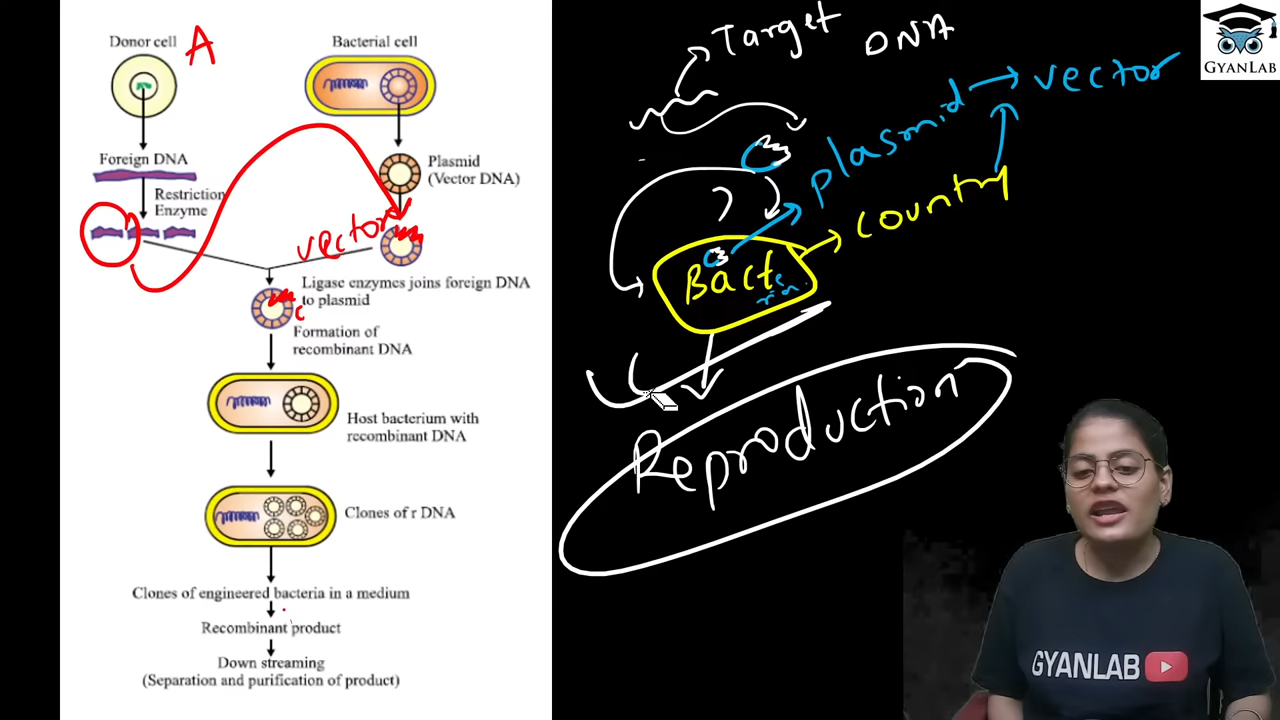 Donor cell
A
Bacterial cell
Foreign DNA
Plasmid
(Vector DNA)
Restriction
Enzyme
vector
Ligase enzymes joins foreign DNA
to plasmid
Formation of
recombinant DNA
Host bacterium with
recombinant DNA
Clones of r DNA
Clones of engineered bacteria in a medium
Recombinant product
Down streaming
(Separation and purification of product)
Target DNA
plasmid → vector
country
Bacte
ria
Reproduction
GYANLAB
GYANLAB